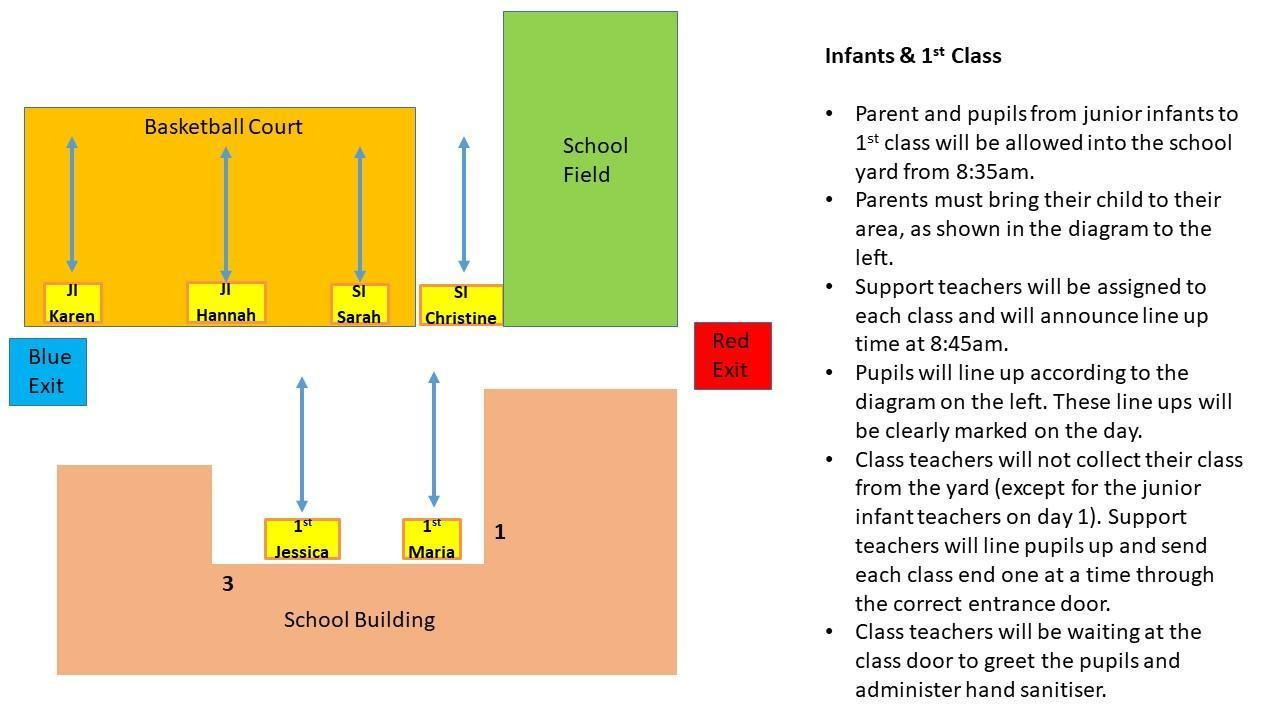 Basketball Court
School
Field
JI
Karen
JI
Hannah
SI
Sarah
SI
Christine
Blue
Exit
Red
Exit
1st
Jessica
1st
Maria
1
3
School Building
Infants & 1st Class
• Parent and pupils from junior infants to
1st class will be allowed into the school
yard from 8:35am.
• Parents must bring their child to their
area, as shown in the diagram to the
left.
• Support teachers will be assigned to
each class and will announce line up
time at 8:45am.
• Pupils will line up according to the
diagram on the left. These line ups will
be clearly marked on the day.
• Class teachers will not collect their class
from the yard (except for the junior
infant teachers on day 1). Support
teachers will line pupils up and send
each class end one at a time through
the correct entrance door.
• Class teachers will be waiting at the
class door to greet the pupils and
administer hand sanitiser.